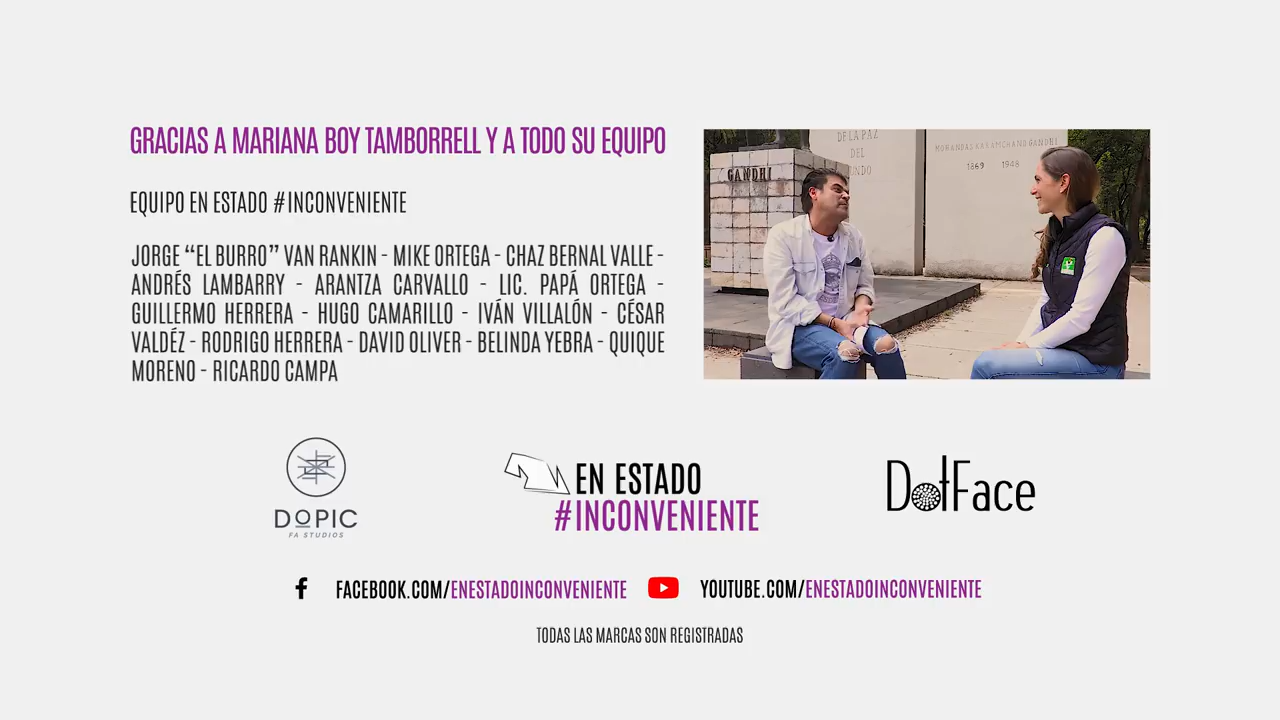 GRACIAS A MARIANA BOY TAMBORRELL Y A TODO SU EQUIPO
EQUIPO EN ESTADO #INCONVENIENTE
JORGE “EL BURRO” VAN RANKIN - MIKE ORTEGA - CHAZ BERNAL VALLE -
ANDRÉS LAMBARRY - ARANTZA CARVALLO - LIC. PAPÁ ORTEGA -
GUILLERMO HERRERA - HUGO CAMARILLO - IVÁN VILLALÓN - CÉSAR
VALDÉZ - RODRIGO HERRERA - DAVID OLIVER - BELINDA YEBRA - QUIQUE
MORENO - RICARDO CAMPA
DE LA PAZ
DEL
GANDHI
MOHANDAS KARAMCHAND GANDHI
1869 1948
DOPIC
FA STUDIOS
EN ESTADO
#INCONVENIENTE
DotFace
FACEBOOK.COM/ENESTADOINCONVENIENTE
YOUTUBE.COM/ENESTADOINCONVENIENTE
TODAS LAS MARCAS SON REGISTRADAS